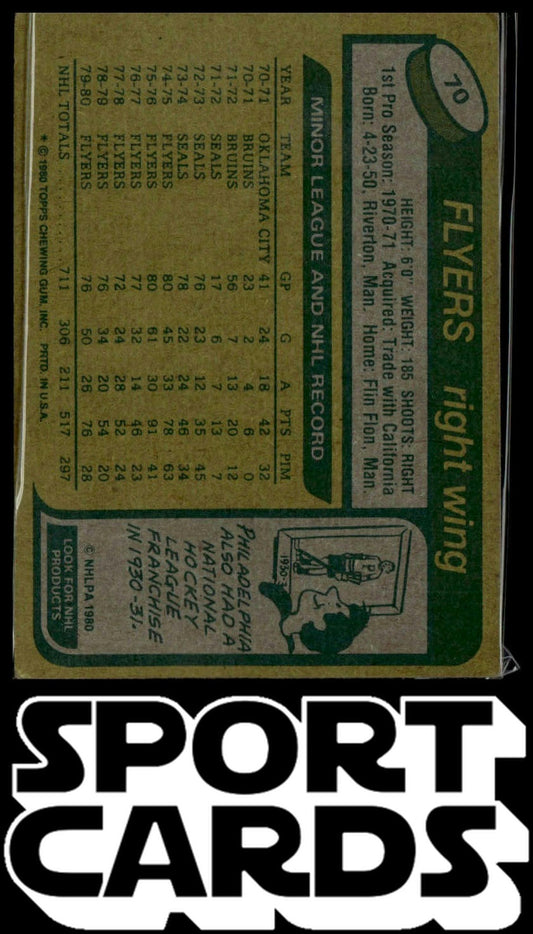 70
FLYERS right wing
HEIGHT: 6'0" WEIGHT: 185 SHOOTS: RIGHT
1st Pro Season: 1970-71 Acquired: Trade with California
Born: 4-23-50, Riverton, Man. Home: Flin Flon, Man.
MINOR LEAGUE AND NHL RECORD
YEAR TEAM GP G A PTS PIM
70-71 OKLAHOMA CITY 41 24 18 42 32
70-71 BRUINS 23 2 4 6 0
71-72 BRUINS 56 7 13 20 12
71-72 SEALS 17 6 7 13 7
72-73 SEALS 76 23 12 35 45
73-74 SEALS 78 22 24 46 34
74-75 FLYERS 80 45 33 78 63
75-76 FLYERS 80 61 30 91 41
76-77 FLYERS 77 32 14 46 23
77-78 FLYERS 72 24 28 52 24
78-79 FLYERS 76 34 20 54 20
79-80 FLYERS 76 50 26 76 28
NHL TOTALS .......... 711 306 211 517 297
* © 1980 TOPPS CHEWING GUM, INC. PRTD. IN U.S.A.
1930-31
P
PHILADELPHIA
ALSO HAD A
NATIONAL
HOCKEY
LEAGUE
FRANCHISE
IN 1930-31.
© NHLPA 1980
LOOK FOR NHL
PRODUCTS
SPORT
CARDS